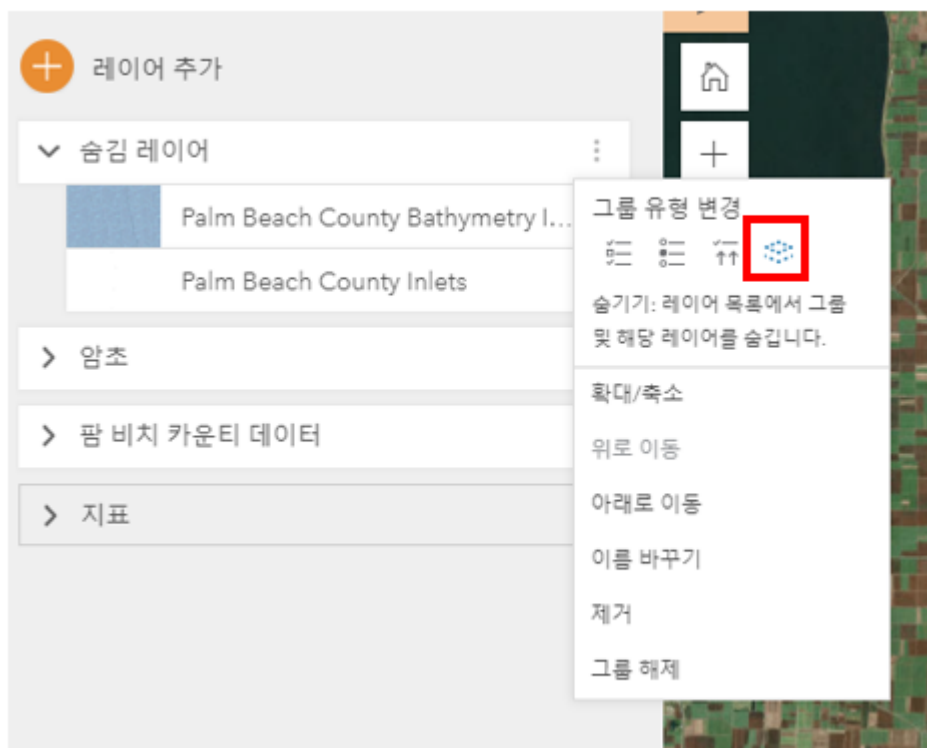 레이어 추가
숨김 레이어
Palm Beach County Bathymetry I...
Palm Beach County Inlets
암초
팜 비치 카운티 데이터
지표
그룹 유형 변경
숨기기: 레이어 목록에서 그룹
및 해당 레이어를 숨깁니다.
확대/축소
위로 이동
아래로 이동
이름 바꾸기
제거
그룹 해제